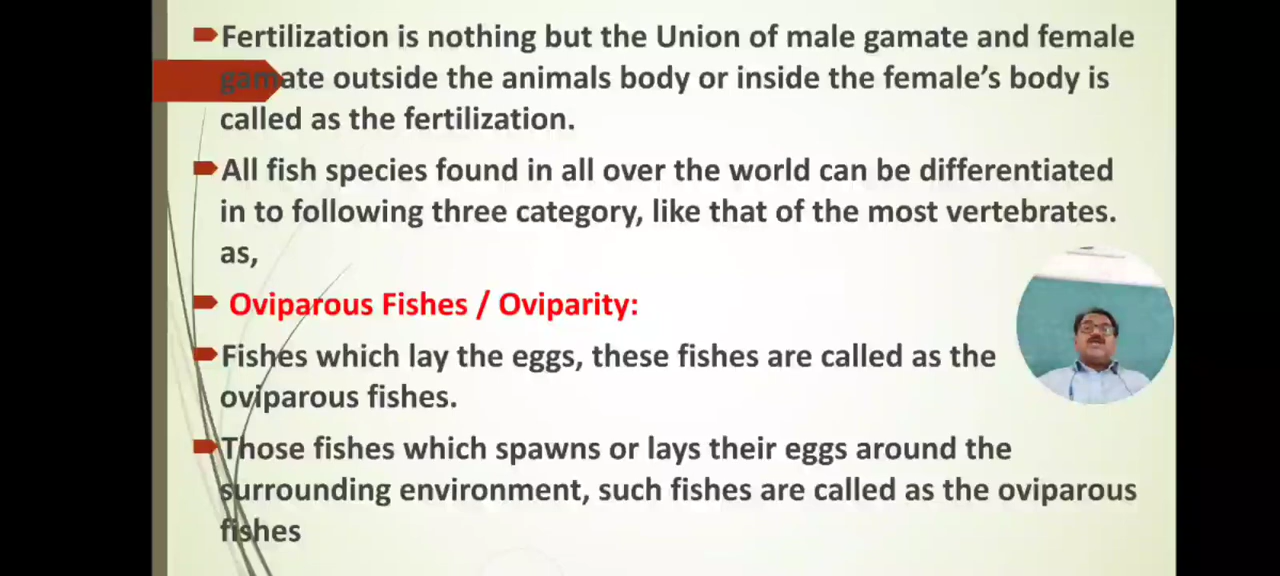 Fertilization is nothing but the Union of male gamate and female
gamate outside the animals body or inside the female's body is
called as the fertilization.
All fish species found in all over the world can be differentiated
in to following three category, like that of the most vertebrates.
as,
Oviparous Fishes / Oviparity:
Fishes which lay the eggs, these fishes are called as the
oviparous fishes.
Those fishes which spawns or lays their eggs around the
surrounding environment, such fishes are called as the oviparous
fishes